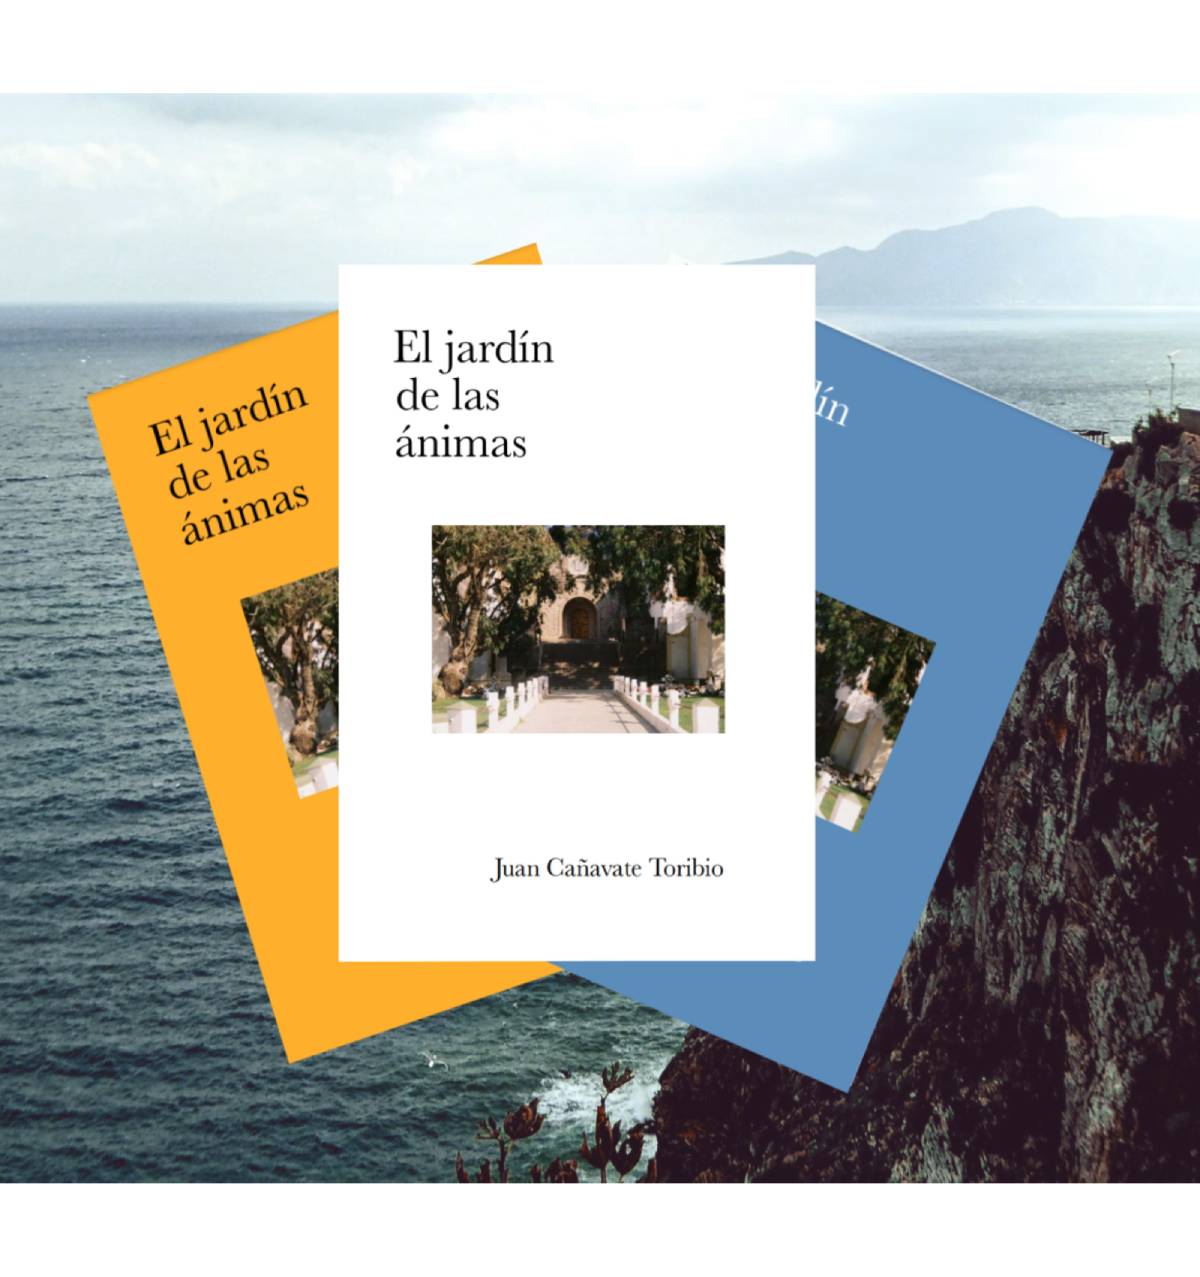 El jardín
de las
ánimas
El jardín
de las
ánimas
Juan Cañavate Toribio